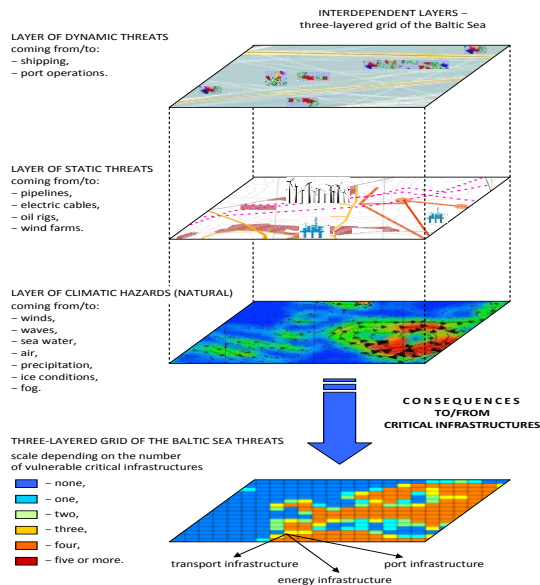 INTERDEPENDENT LAYERS –
three-layered grid of the Baltic Sea
LAYER OF DYNAMIC THREATS
coming from/to:
– shipping,
– port operations.
LAYER OF STATIC THREATS
coming from/to:
– pipelines,
– electric cables,
– oil rigs,
– wind farms.
LAYER OF CLIMATIC HAZARDS (NATURAL)
coming from/to:
– winds,
– waves,
– sea water,
– air,
– precipitation,
– ice conditions,
– fog.
CONSEQUENCES
TO/FROM
CRITICAL INFRASTRUCTURES
THREE-LAYERED GRID OF THE BALTIC SEA THREATS
scale depending on the number
of vulnerable critical infrastructures
– none,
– one,
– two,
– three,
– four,
– five or more.
transport infrastructure
port infrastructure
energy infrastructure